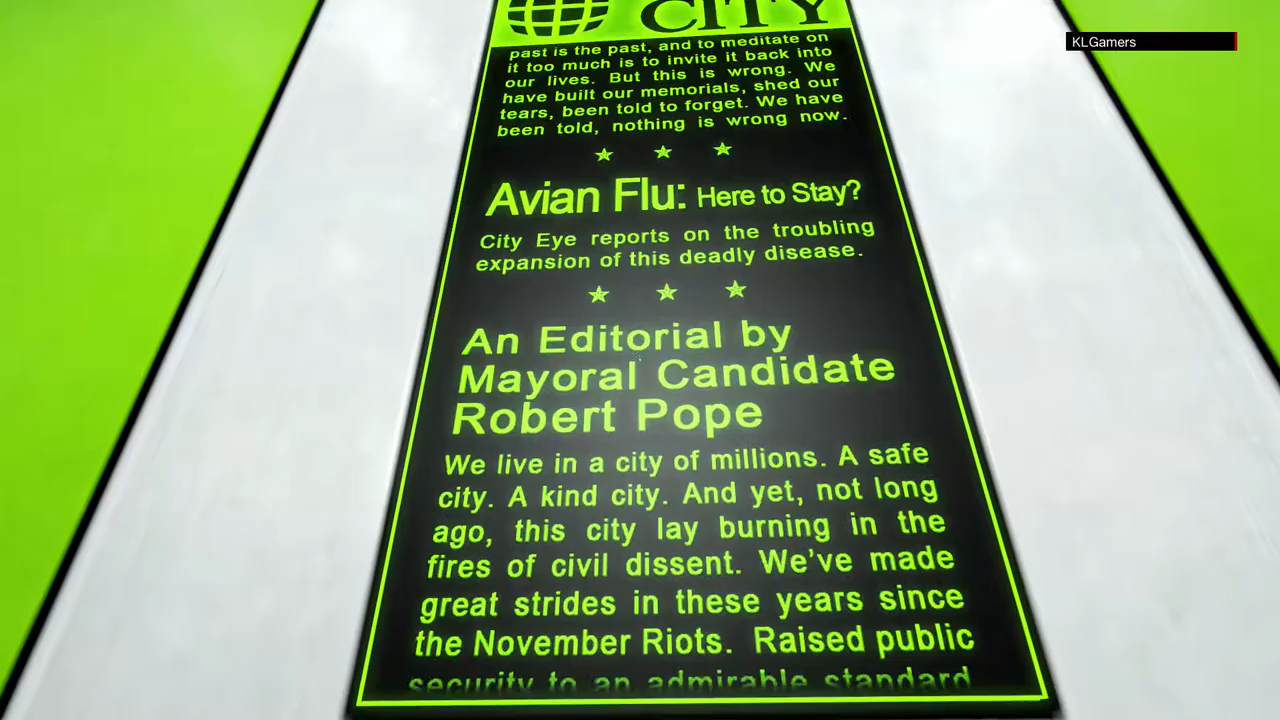 CITY
KLGamers
past is the past, and to meditate on
it too much is to invite it back into
our lives. But this is wrong. We
have built our memorials, shed our
tears, been told to forget. We have
been told, nothing is wrong now.
Avian Flu: Here to Stay?
City Eye reports on the troubling
expansion of this deadly disease.
An Editorial by
Mayoral Candidate
Robert Pope
We live in a city of millions. A safe
city. A kind city. And yet, not long
ago, this city lay burning in the
fires of civil dissent. We've made
great strides in these years since
the November Riots. Raised public
security to an admirable standard